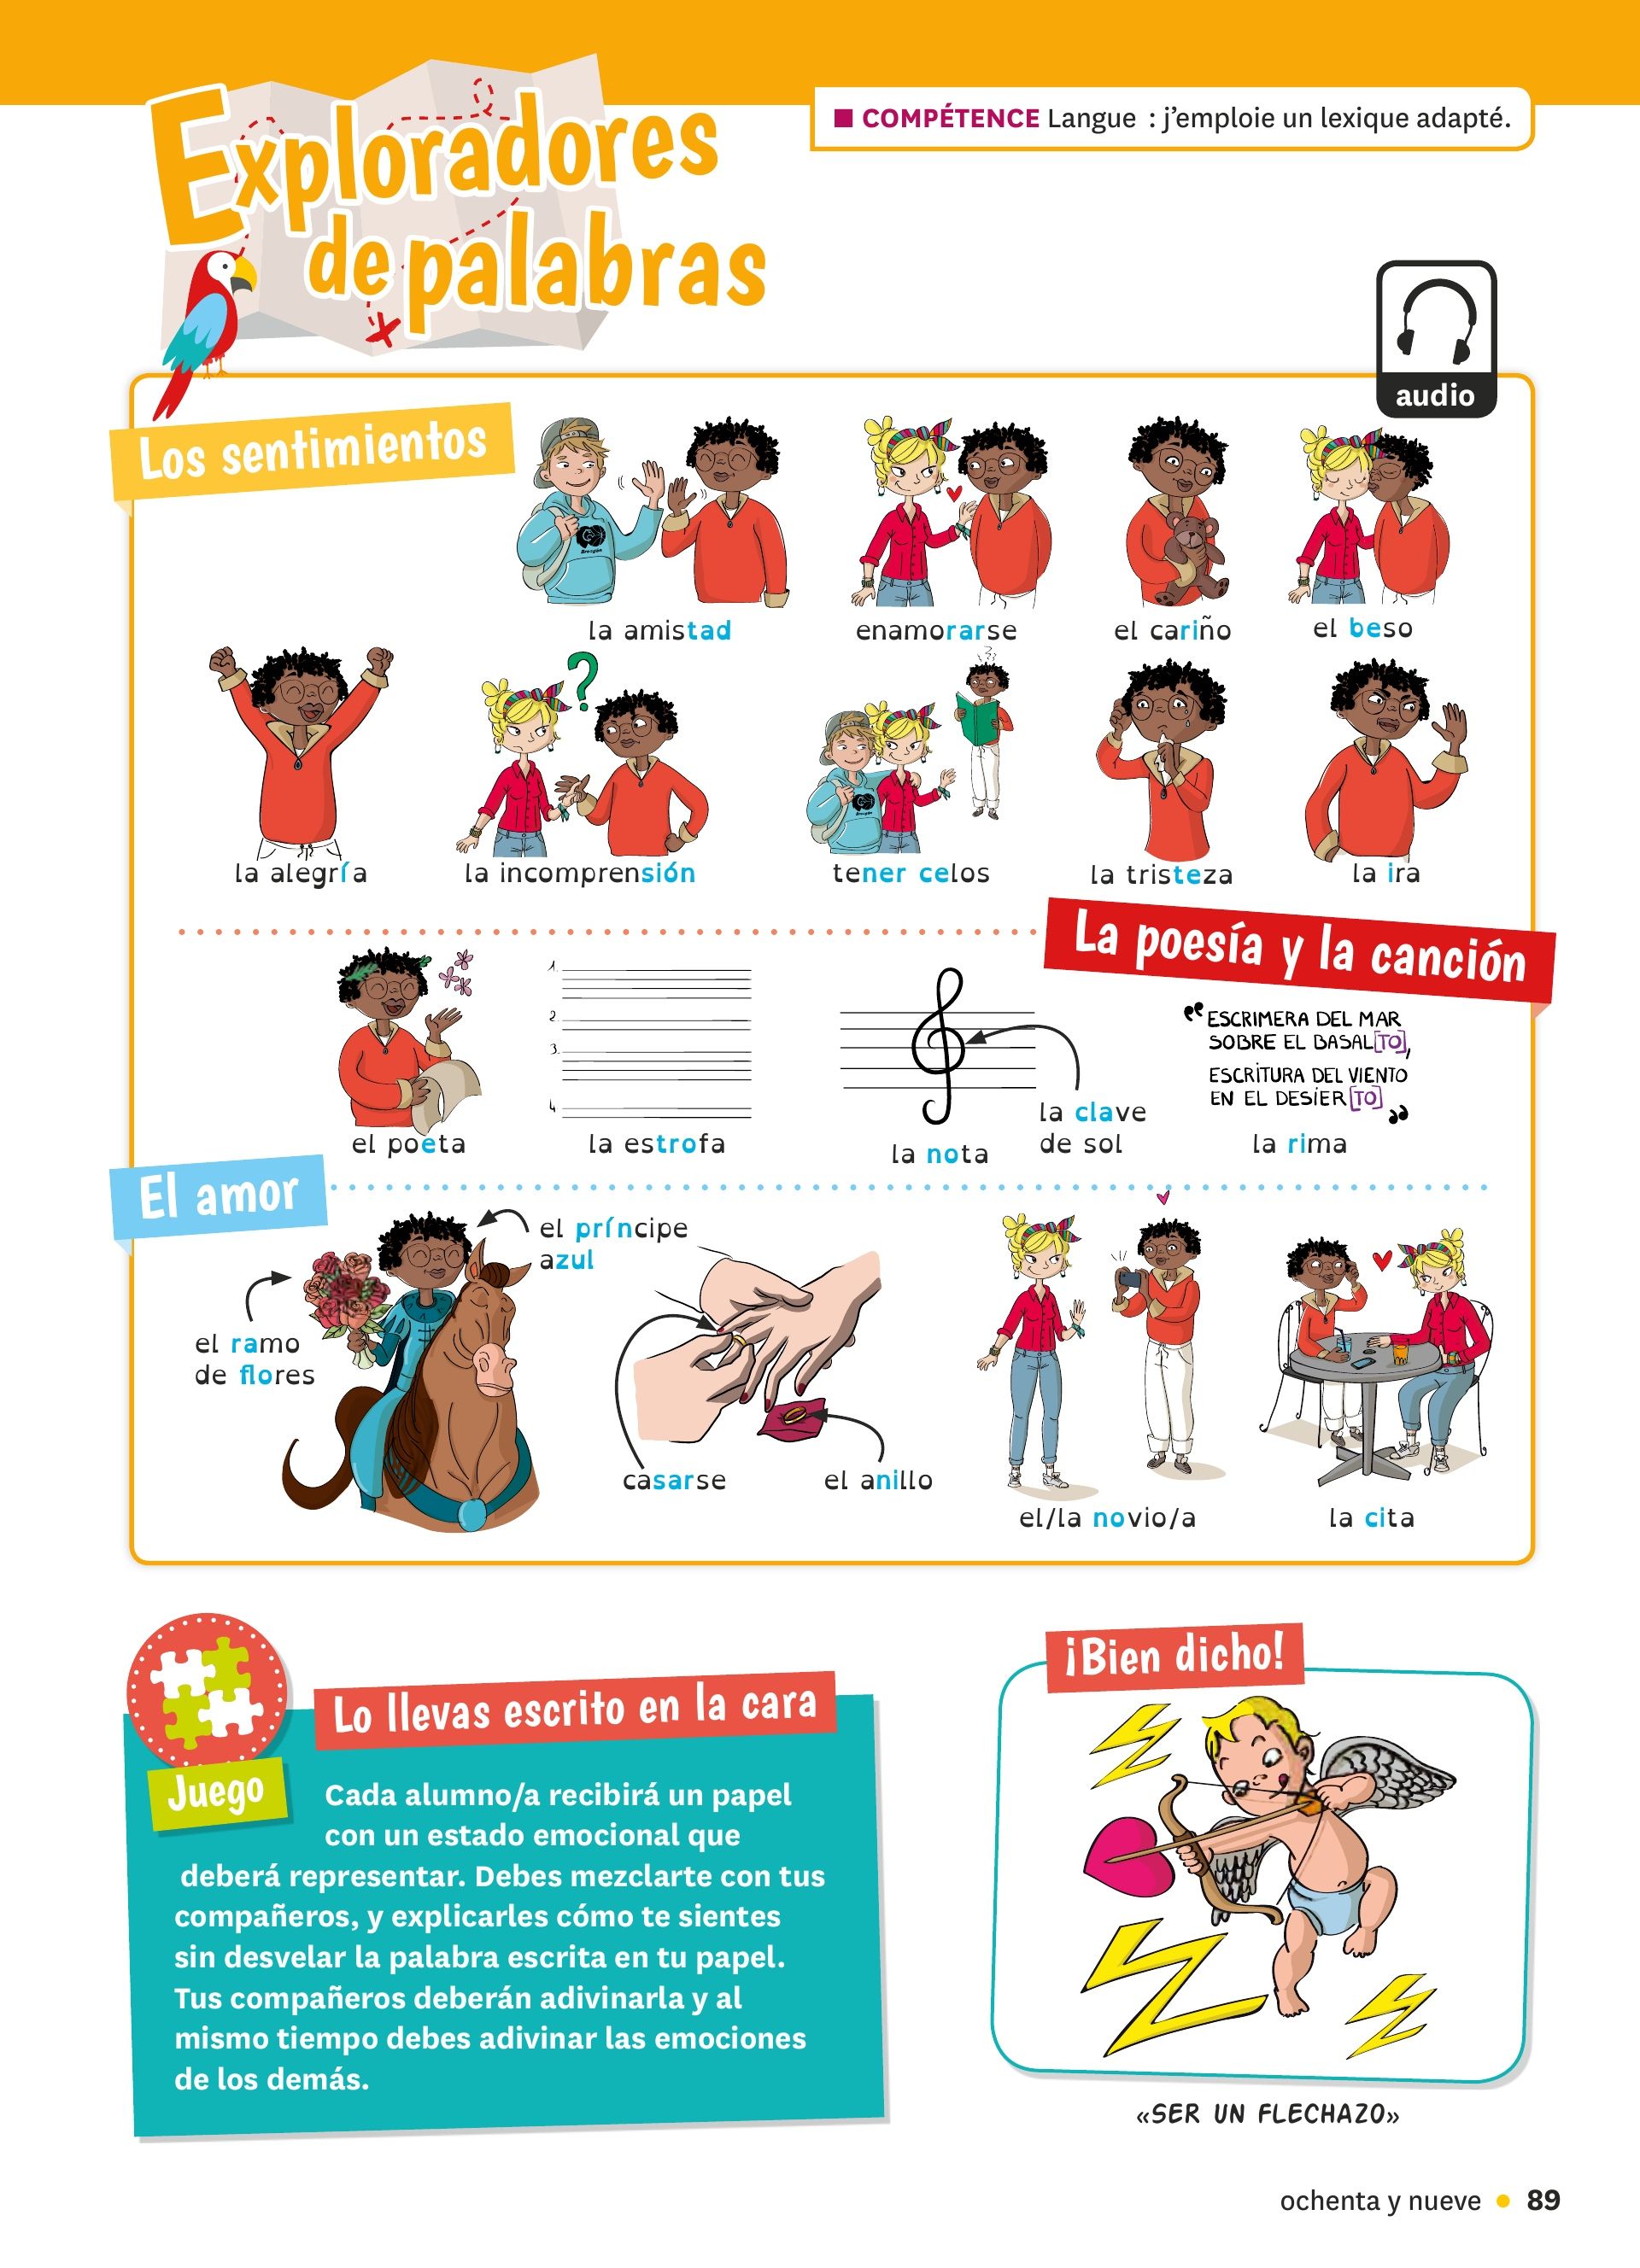 Exploradores
de palabras
■ COMPÉTENCE Langue : j'emploie un lexique adapté.
audio
Los sentimientos
la amistad
enamorarse
el cariño
el beso
la alegría
la incomprensión
tener celos
la tristeza
la ira
La poesía y la canción
el poeta
1.
2.
3.
4
la estrofa
la nota
la clave
de sol
“ESCRIMERA DEL MAR
SOBRE EL BASAL[TO],
ESCRITURA DEL VIENTO
EN EL DESIER[TO]”
la rima
El amor
el príncipe
azul
el ramo
de flores
casarse
el anillo
el/la novio/a
la cita
Juego
Lo llevas escrito en la cara
Cada alumno/a recibirá un papel
con un estado emocional que
deberá representar. Debes mezclarte con tus
compañeros, y explicarles cómo te sientes
sin desvelar la palabra escrita en tu papel.
Tus compañeros deberán adivinarla y al
mismo tiempo debes adivinar las emociones
de los demás.
¡Bien dicho!
«SER UN FLECHAZO»
ochenta y nueve • 89